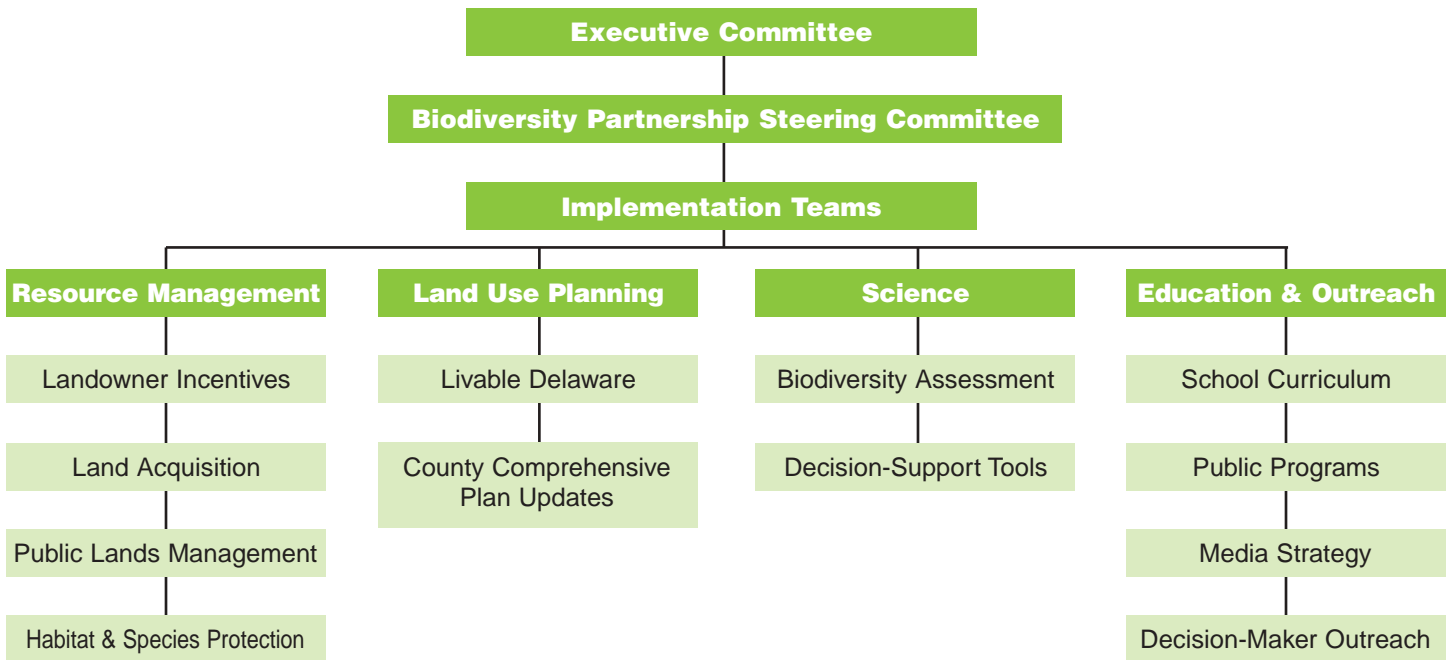 Executive Committee
Biodiversity Partnership Steering Committee
Implementation Teams
Resource Management
Landowner Incentives
Land Acquisition
Public Lands Management
Habitat & Species Protection
Land Use Planning
Livable Delaware
County Comprehensive
Plan Updates
Science
Biodiversity Assessment
Decision-Support Tools
Education & Outreach
School Curriculum
Public Programs
Media Strategy
Decision-Maker Outreach